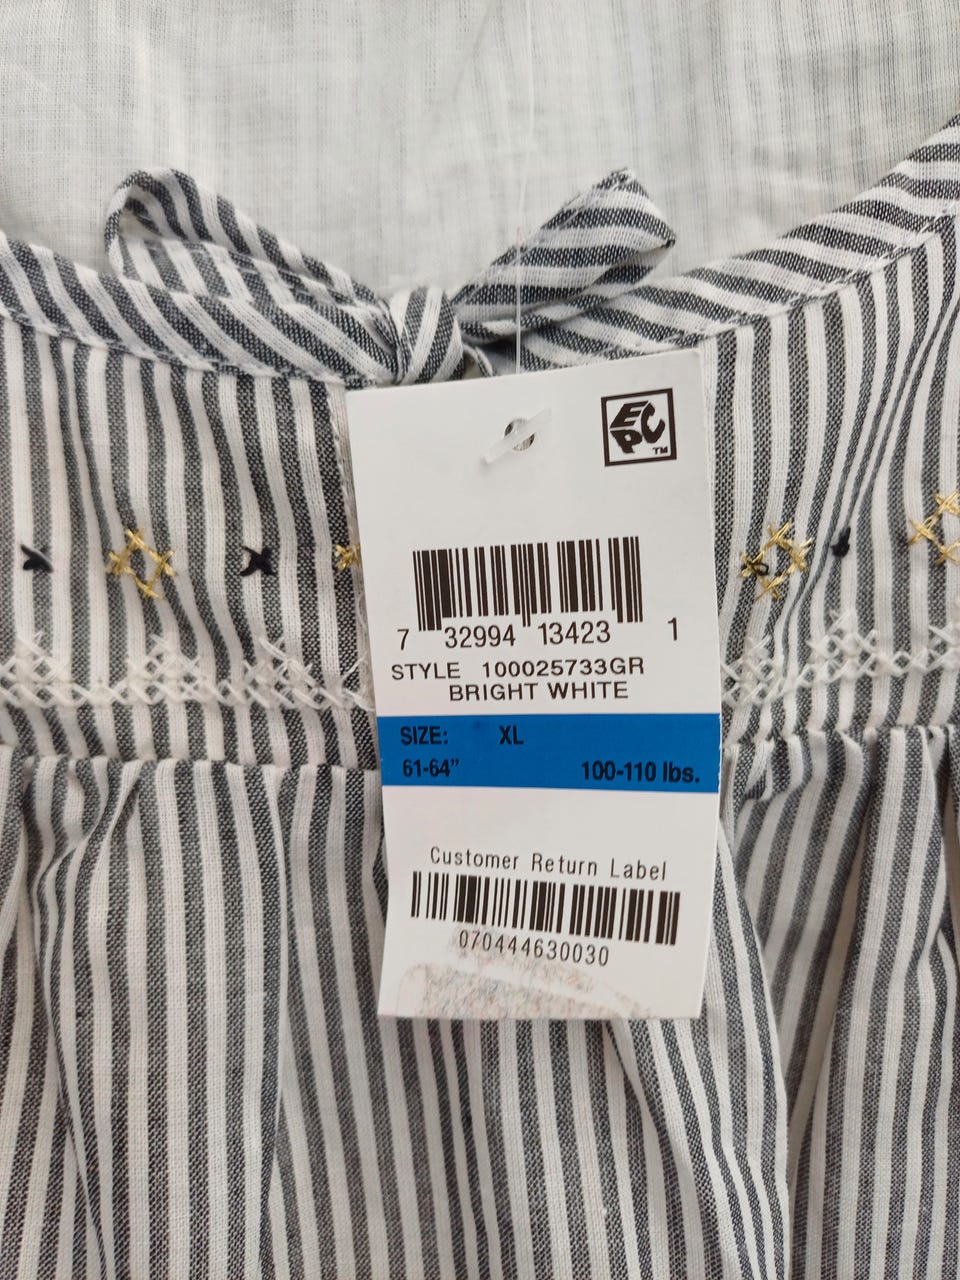 EPC
TM
7 32994 13423 1
STYLE 100025733GR
BRIGHT WHITE
SIZE: XL
61-64” 100-110 lbs.
Customer Return Label
070444630030